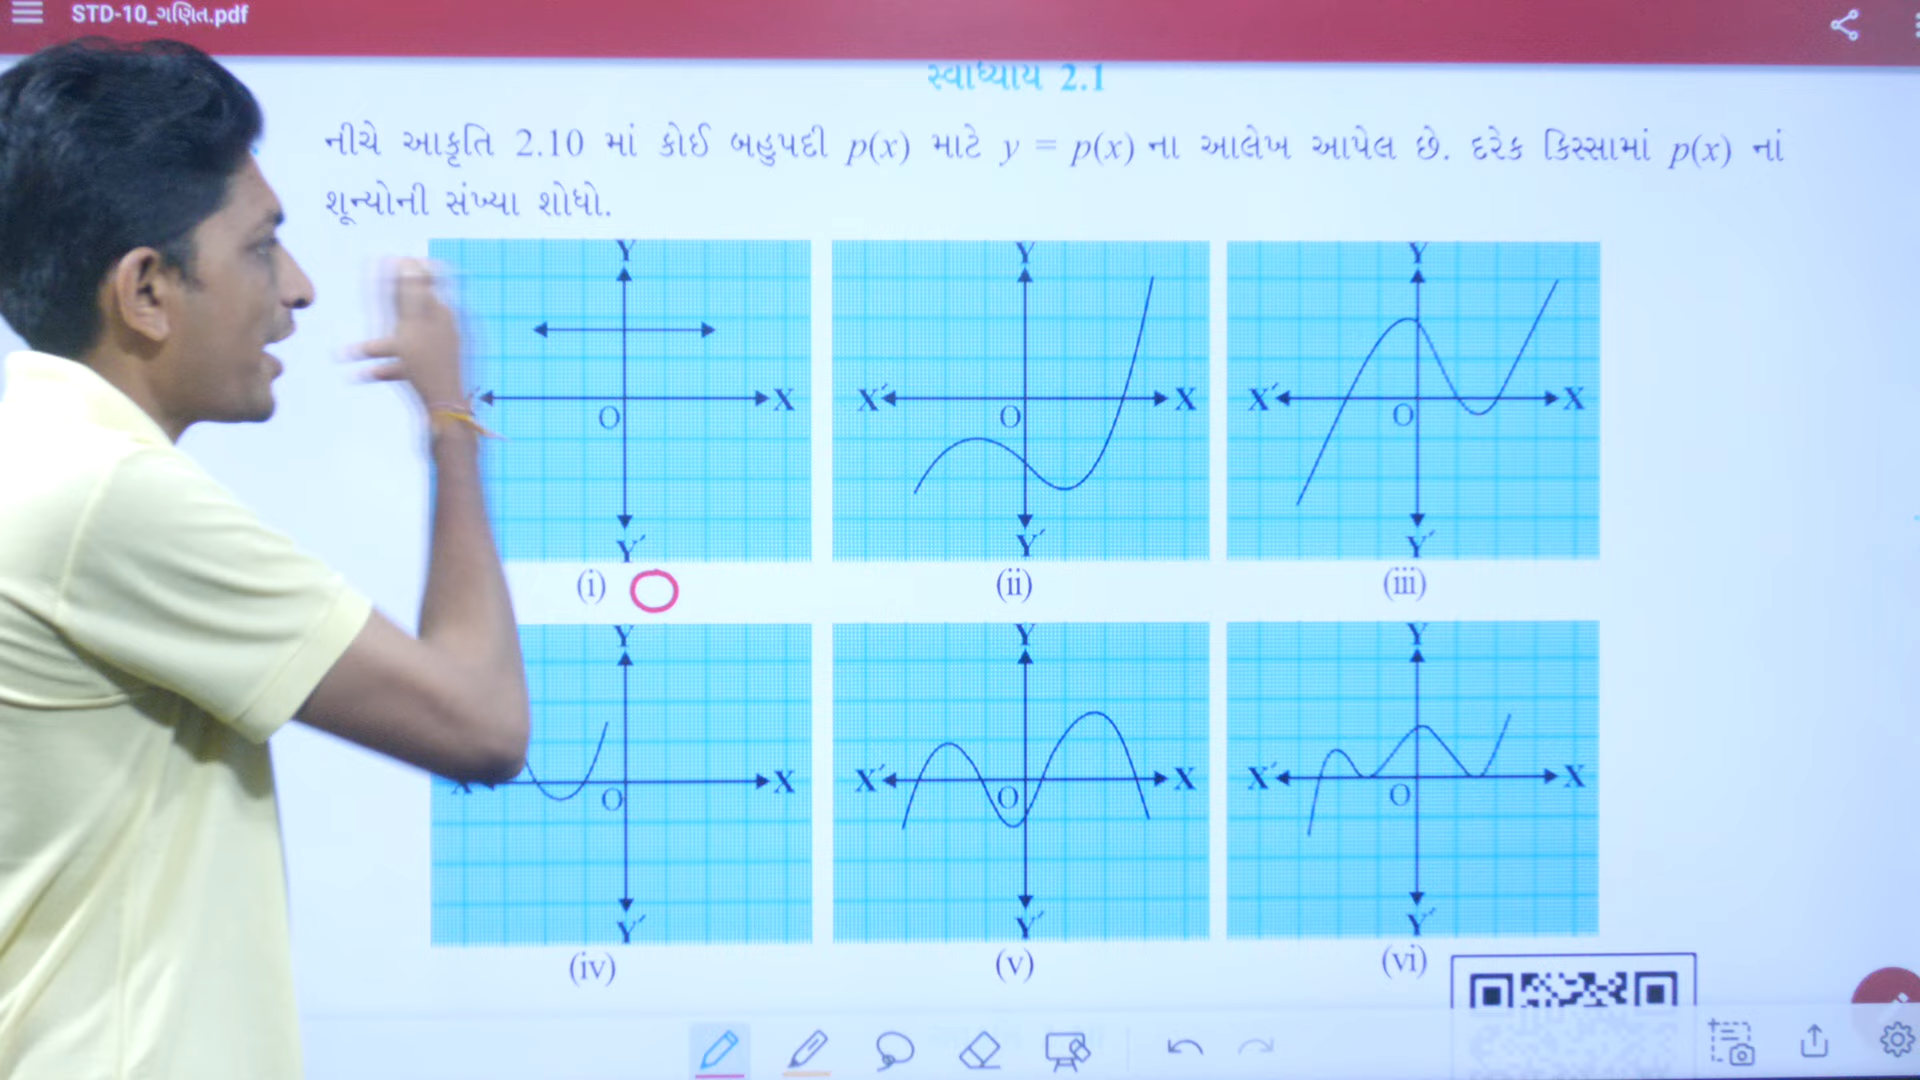 STD-10_ગણિત.pdf
સ્વાધ્યાય 2.1
નીચે આકૃતિ 2.10 માં કોઈ બહુપદી p(x) માટે y = p(x) ના આલેખ આપેલ છે. દરેક કિસ્સામાં p(x) નાં
શૂન્યોની સંખ્યા શોધો.
Y Y Y
X X′ X X′ X
O O O
Y′ Y′ Y′
(i) O (ii) (iii)
Y Y Y
X X′ X X′ X
O O O
Y′ Y′ Y′
(iv) (v) (vi)